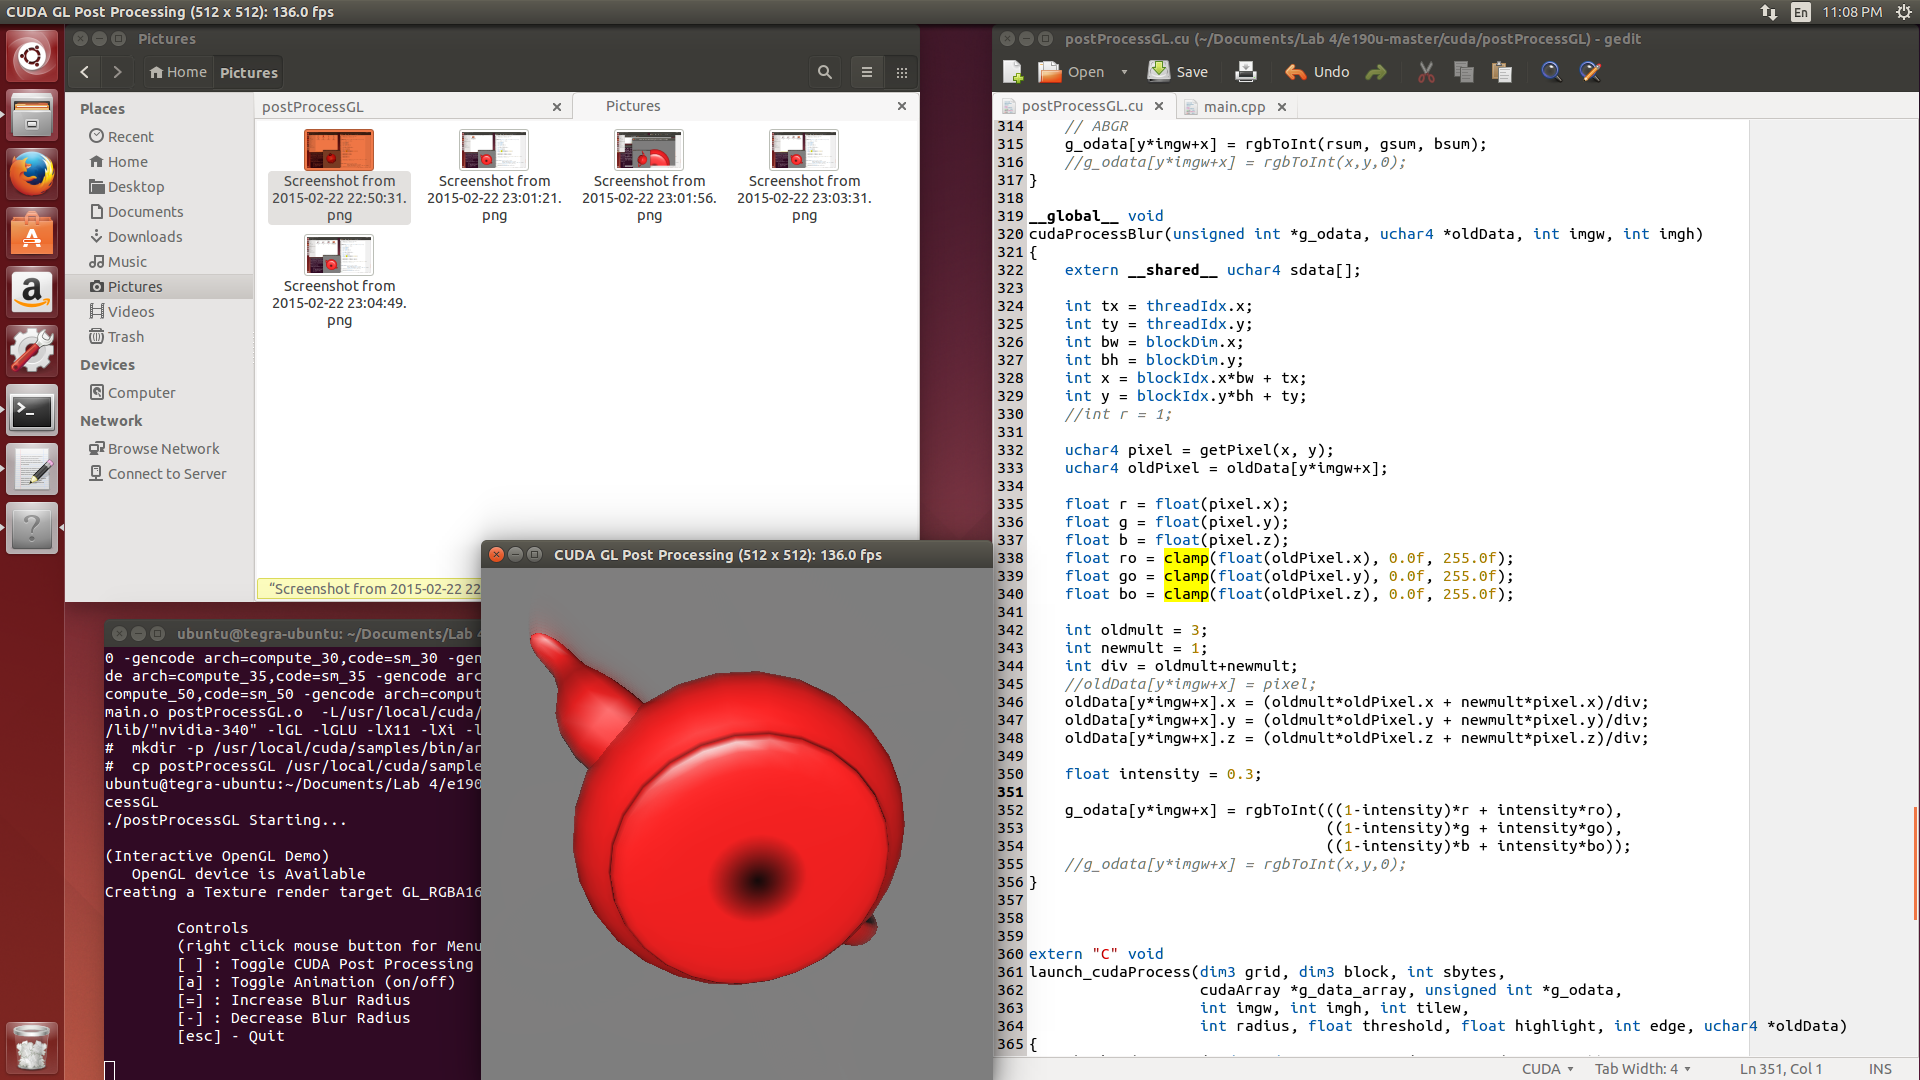 CUDA GL Post Processing (512 x 512): 136.0 fps
En
11:08 PM
Pictures
Home
Pictures
Places
Recent
Home
Desktop
Documents
Downloads
Music
Pictures
Videos
Trash
Devices
Computer
Network
Browse Network
Connect to Server
postProcessGL
Pictures
Screenshot from
2015-02-22 22:50:31.
png
Screenshot from
2015-02-22 23:01:21.
png
Screenshot from
2015-02-22 23:01:56.
png
Screenshot from
2015-02-22 23:03:31.
png
Screenshot from
2015-02-22 23:04:49.
png
“Screenshot from 2015-02-22 22
ubuntu@tegra-ubuntu: ~/Documents/Lab 4
0 -gencode arch=compute_30,code=sm_30 -gen
de arch=compute_35,code=sm_35 -gencode arc
compute_50,code=sm_50 -gencode arch=comput
main.o postProcessGL.o  -L/usr/local/cuda/
/lib/"nvidia-340" -lGL -lGLU -lX11 -lXi -l
#  mkdir -p /usr/local/cuda/samples/bin/ar
#  cp postProcessGL /usr/local/cuda/sample
ubuntu@tegra-ubuntu:~/Documents/Lab 4/e190
cessGL
./postProcessGL Starting...
(Interactive OpenGL Demo)
OpenGL device is Available
Creating a Texture render target GL_RGBA16
Controls
(right click mouse button for Menu
[ ] : Toggle CUDA Post Processing
[a] : Toggle Animation (on/off)
[=] : Increase Blur Radius
[-] : Decrease Blur Radius
[esc] - Quit
CUDA GL Post Processing (512 x 512): 136.0 fps
postProcessGL.cu (~/Documents/Lab 4/e190u-master/cuda/postProcessGL) - gedit
Open
Save
Undo
postProcessGL.cu
main.cpp
314 // ABGR
315 g_odata[y*imgw+x] = rgbToInt(rsum, gsum, bsum);
316 //g_odata[y*imgw+x] = rgbToInt(x,y,0);
317 }
318
319 __global__ void
320 cudaProcessBlur(unsigned int *g_odata, uchar4 *oldData, int imgw, int imgh)
321 {
322 extern __shared__ uchar4 sdata[];
323
324 int tx = threadIdx.x;
325 int ty = threadIdx.y;
326 int bw = blockDim.x;
327 int bh = blockDim.y;
328 int x = blockIdx.x*bw + tx;
329 int y = blockIdx.y*bh + ty;
330 //int r = 1;
331
332 uchar4 pixel = getPixel(x, y);
333 uchar4 oldPixel = oldData[y*imgw+x];
334
335 float r = float(pixel.x);
336 float g = float(pixel.y);
337 float b = float(pixel.z);
338 float ro = clamp(float(oldPixel.x), 0.0f, 255.0f);
339 float go = clamp(float(oldPixel.y), 0.0f, 255.0f);
340 float bo = clamp(float(oldPixel.z), 0.0f, 255.0f);
341
342 int oldmult = 3;
343 int newmult = 1;
344 int div = oldmult+newmult;
345 //oldData[y*imgw+x] = pixel;
346 oldData[y*imgw+x].x = (oldmult*oldPixel.x + newmult*pixel.x)/div;
347 oldData[y*imgw+x].y = (oldmult*oldPixel.y + newmult*pixel.y)/div;
348 oldData[y*imgw+x].z = (oldmult*oldPixel.z + newmult*pixel.z)/div;
349
350 float intensity = 0.3;
351
352 g_odata[y*imgw+x] = rgbToInt(((1-intensity)*r + intensity*ro),
353 ((1-intensity)*g + intensity*go),
354 ((1-intensity)*b + intensity*bo));
355 //g_odata[y*imgw+x] = rgbToInt(x,y,0);
356 }
357
358
359
360 extern "C" void
361 launch_cudaProcess(dim3 grid, dim3 block, int sbytes,
362 cudaArray *g_data_array, unsigned int *g_odata,
363 int imgw, int imgh, int tilew,
364 int radius, float threshold, float highlight, int edge, uchar4 *oldData)
365 {
CUDA
Tab Width: 4
Ln 351, Col 1
INS